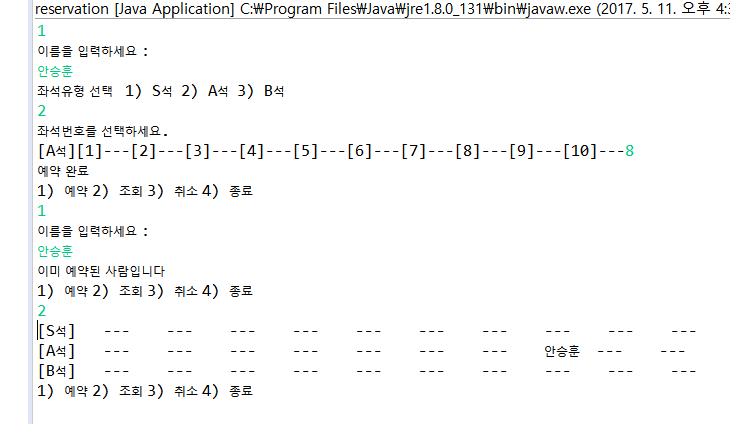 reservation [Java Application] C:₩Program Files₩Java₩jre1.8.0_131₩bin₩javaw.exe (2017. 5. 11. 오후 4:
1
이름을 입력하세요 :
안승훈
좌석유형 선택 1) S석 2) A석 3) B석
2
좌석번호를 선택하세요.
[A석][1]---[2]---[3]---[4]---[5]---[6]---[7]---[8]---[9]---[10]---8
예약 완료
1) 예약 2) 조회 3) 취소 4) 종료
1
이름을 입력하세요 :
안승훈
이미 예약된 사람입니다
1) 예약 2) 조회 3) 취소 4) 종료
2
[S석] --- --- --- --- --- --- --- --- --- ---
[A석] --- --- --- --- --- --- --- 안승훈 --- ---
[B석] --- --- --- --- --- --- --- --- --- ---
1) 예약 2) 조회 3) 취소 4) 종료